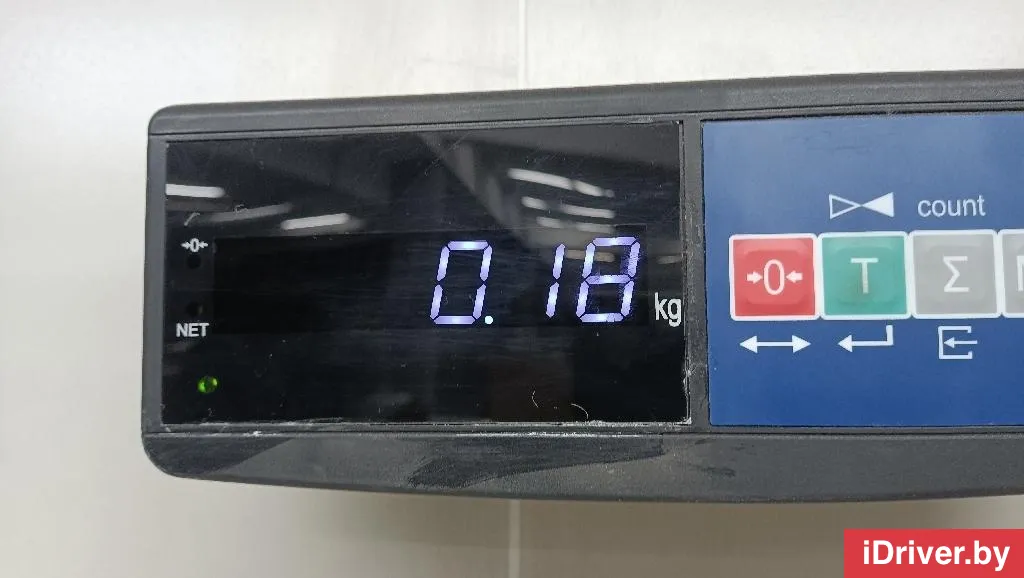 count
→0←
→0← T Σ
0.18 kg
NET
iDriver.by